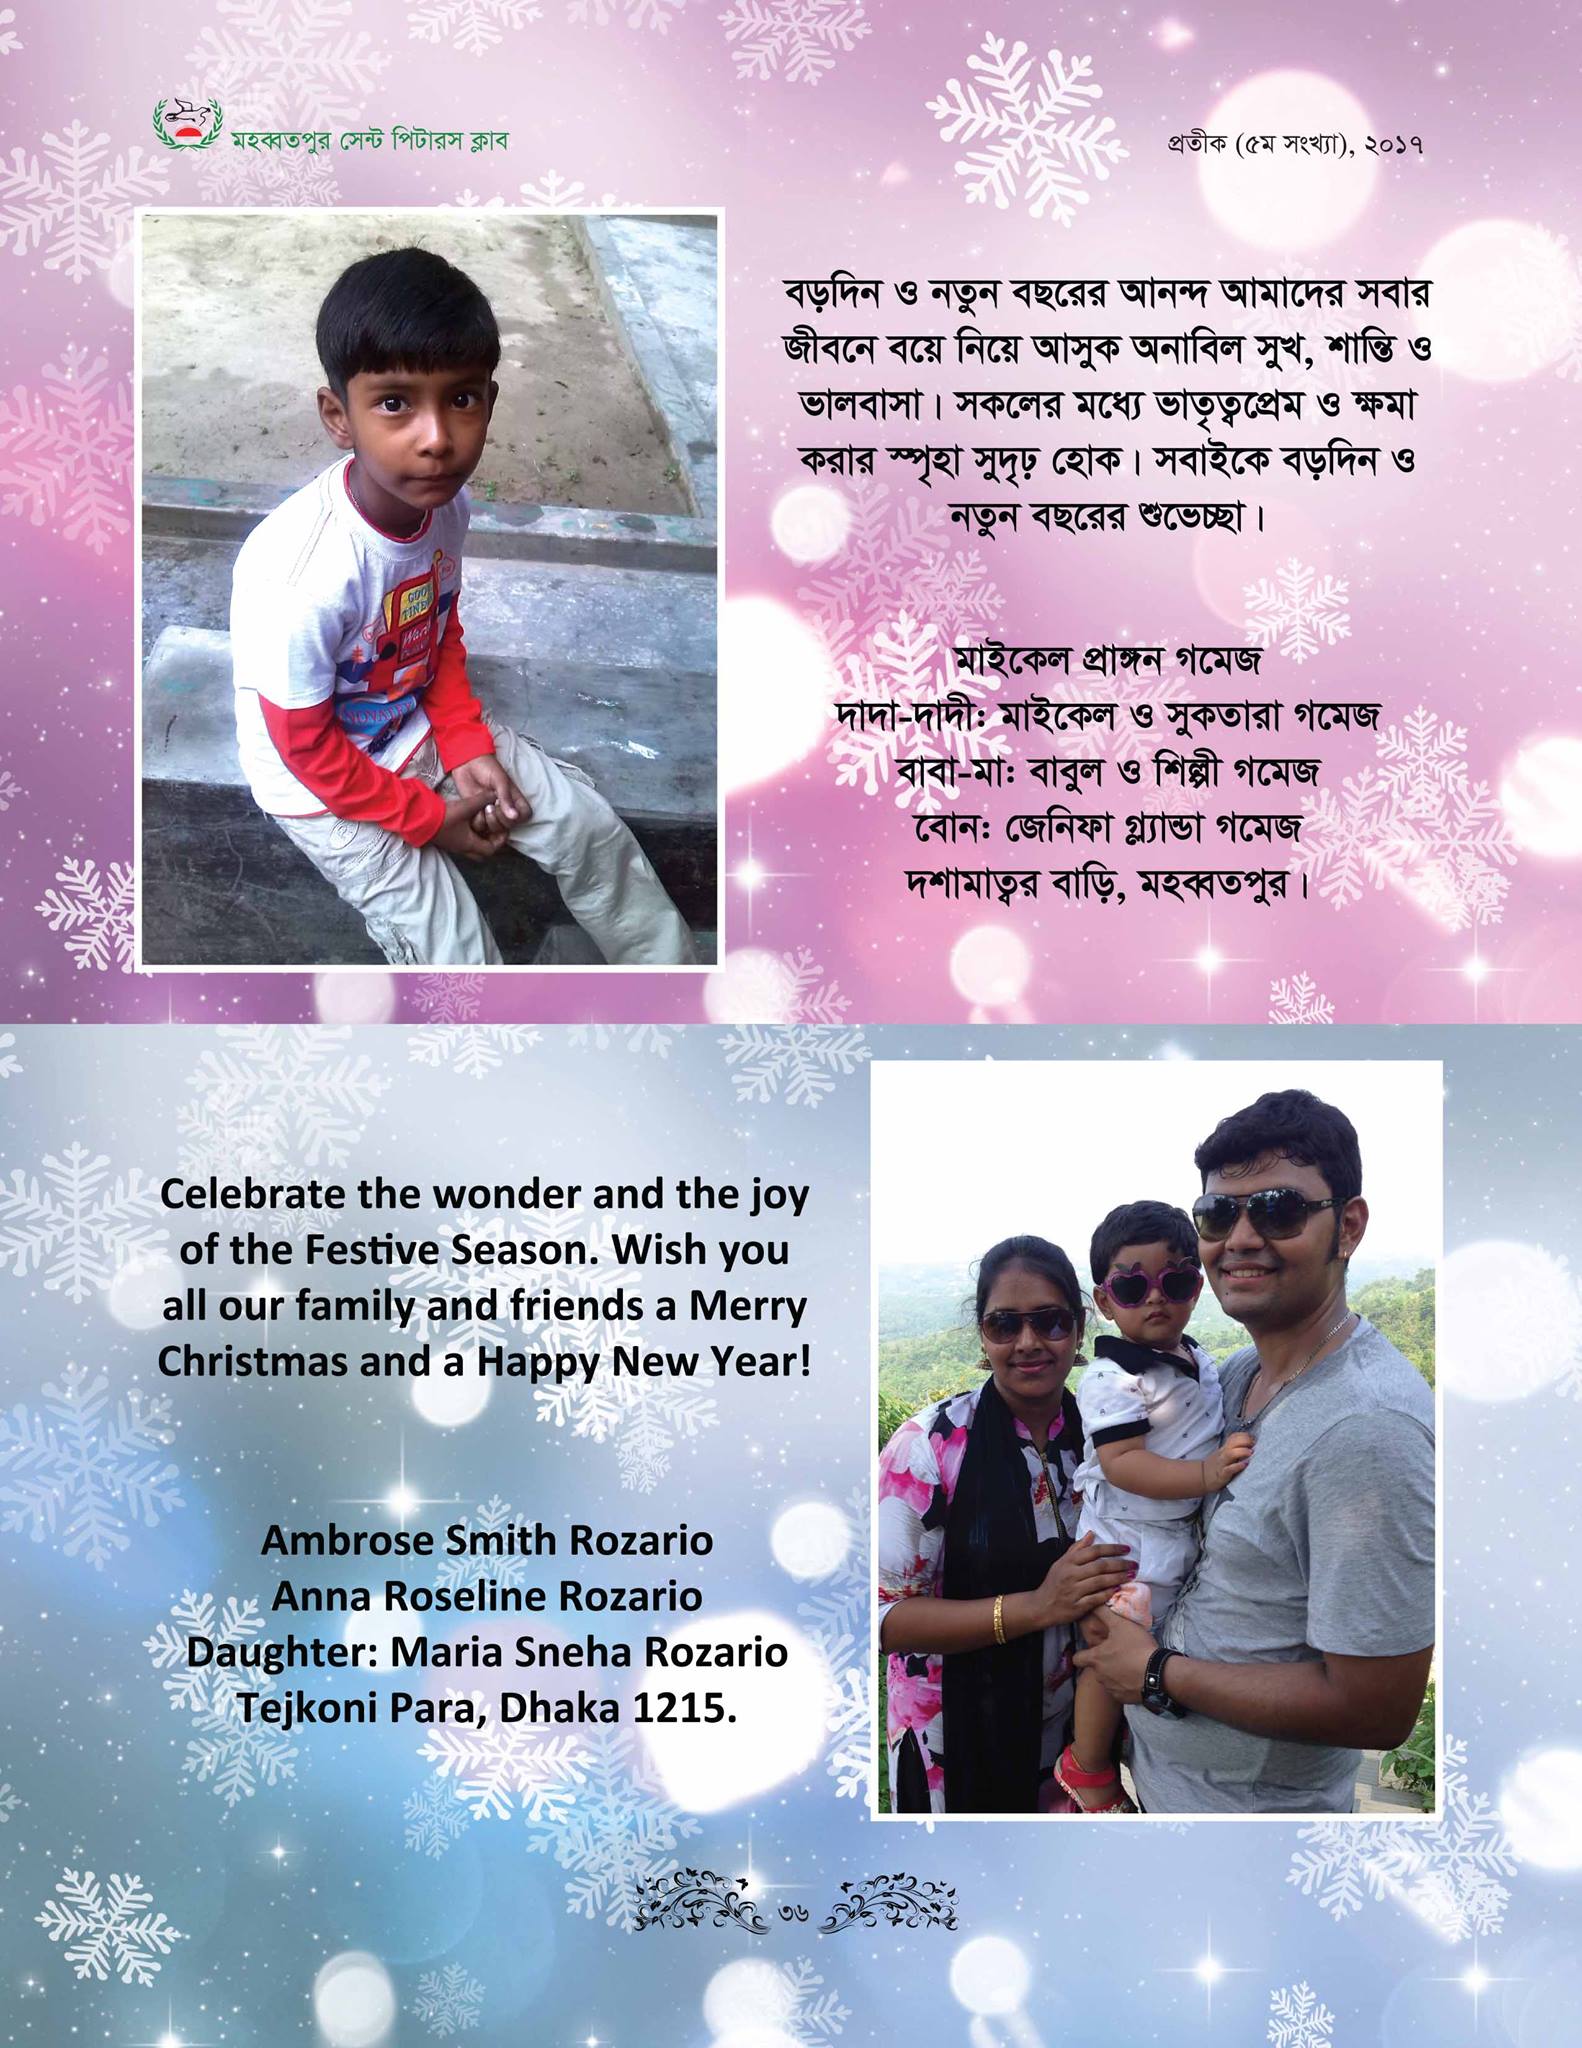 মহব্বতপুর সেন্ট পিটারস ক্লাব
প্রতীক (৫ম সংখ্যা), ২০১৭
বড়দিন ও নতুন বছরের আনন্দ আমাদের সবার
জীবনে বয়ে নিয়ে আসুক অনাবিল সুখ, শান্তি ও
ভালবাসা। সকলের মধ্যে ভাতৃত্বপ্রেম ও ক্ষমা
করার স্পৃহা সুদৃঢ় হোক। সবাইকে বড়দিন ও
নতুন বছরের শুভেচ্ছা।
মাইকেল প্রাঙ্গন গমেজ
দাদা-দাদী: মাইকেল ও সুকতারা গমেজ
বাবা-মা: বাবুল ও শিল্পী গমেজ
বোন: জেনিফা গ্ল্যান্ডা গমেজ
দশামাত্বর বাড়ি, মহব্বতপুর।
Celebrate the wonder and the joy
of the Festive Season. Wish you
all our family and friends a Merry
Christmas and a Happy New Year!
Ambrose Smith Rozario
Anna Roseline Rozario
Daughter: Maria Sneha Rozario
Tejkoni Para, Dhaka 1215.
৩৬